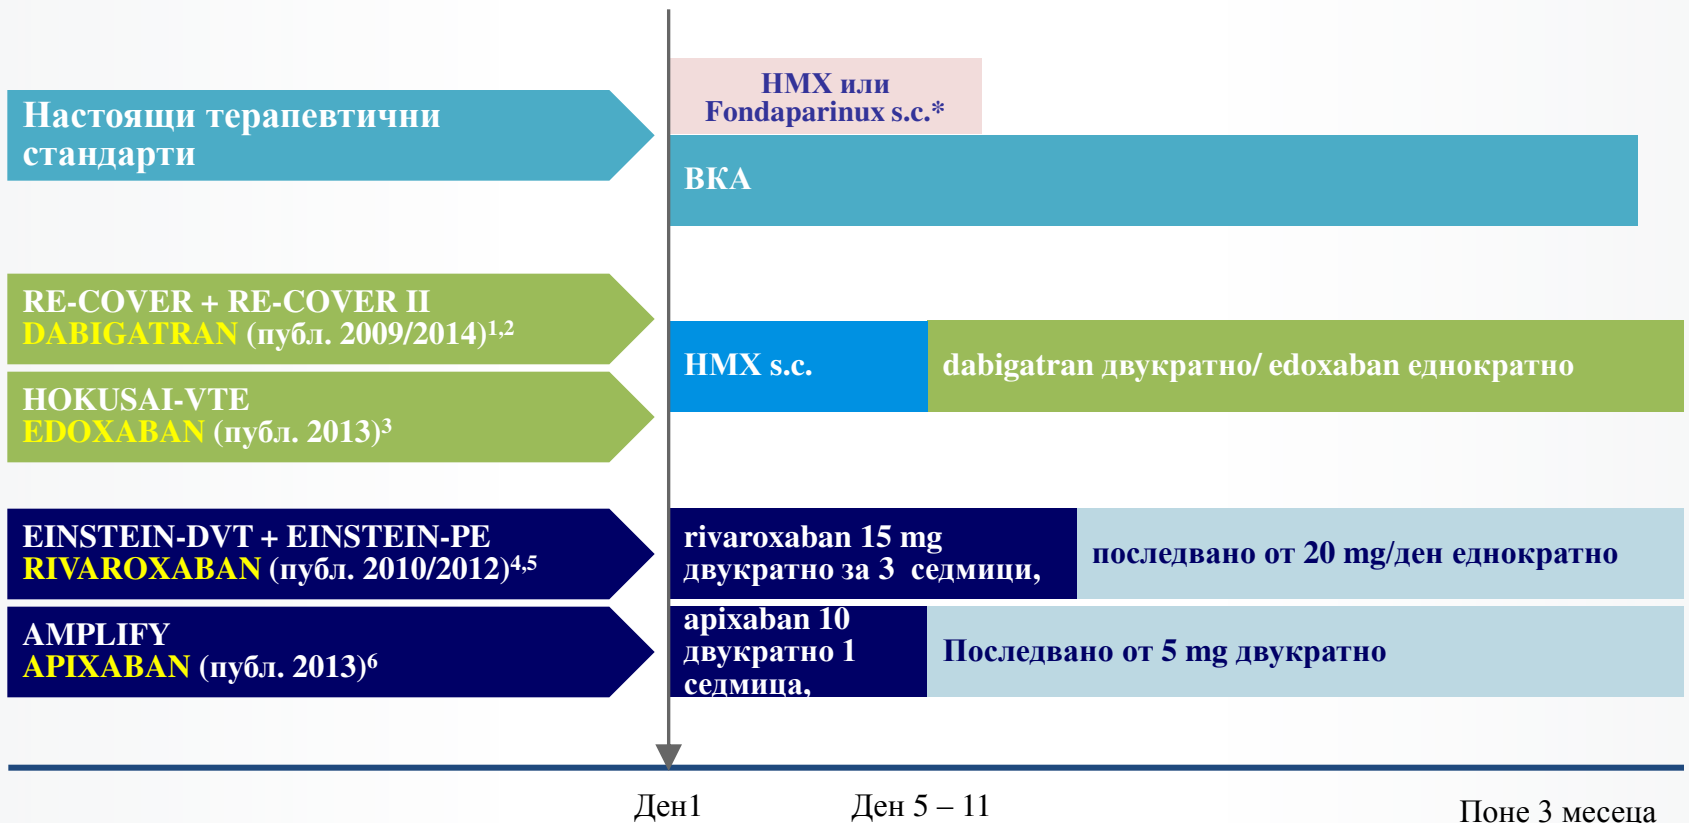 НМХ или
Fondaparinux s.c.*
Настоящи терапевтични
стандарти
ВКА
RE-COVER + RE-COVER II
DABIGATRAN (публ. 2009/2014)1,2
HOKUSAI-VTE
EDOXABAN (публ. 2013)3
НМХ s.c.
dabigatran двукратно/ edoxaban еднократно
EINSTEIN-DVT + EINSTEIN-PE
RIVAROXABAN (публ. 2010/2012)4,5
rivaroxaban 15 mg
двукратно за 3 седмици,
последвано от 20 mg/ден еднократно
AMPLIFY
APIXABAN (публ. 2013)6
apixaban 10
двукратно 1
седмица,
Последвано от 5 mg двукратно
Ден1
Ден 5 – 11
Поне 3 месеца